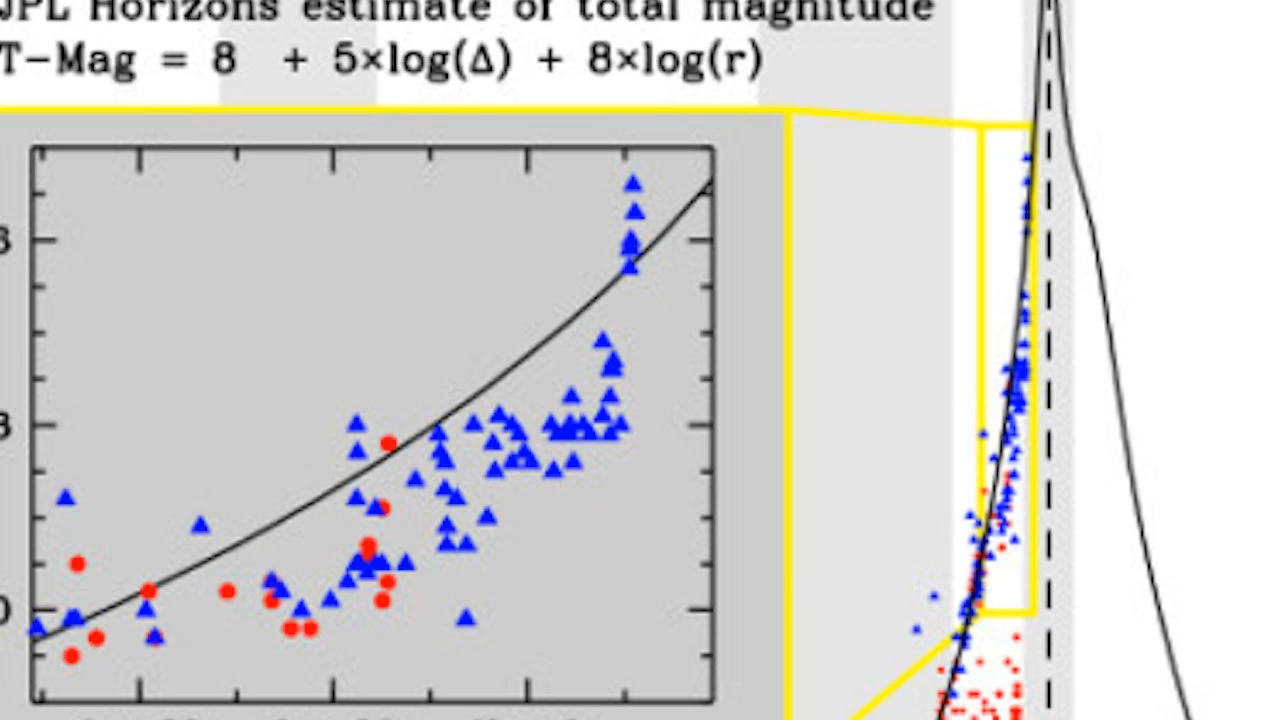 JPL Horizons estimate of total magnitude
T-Mag = 8 + 5×log(Δ) + 8×log(r)